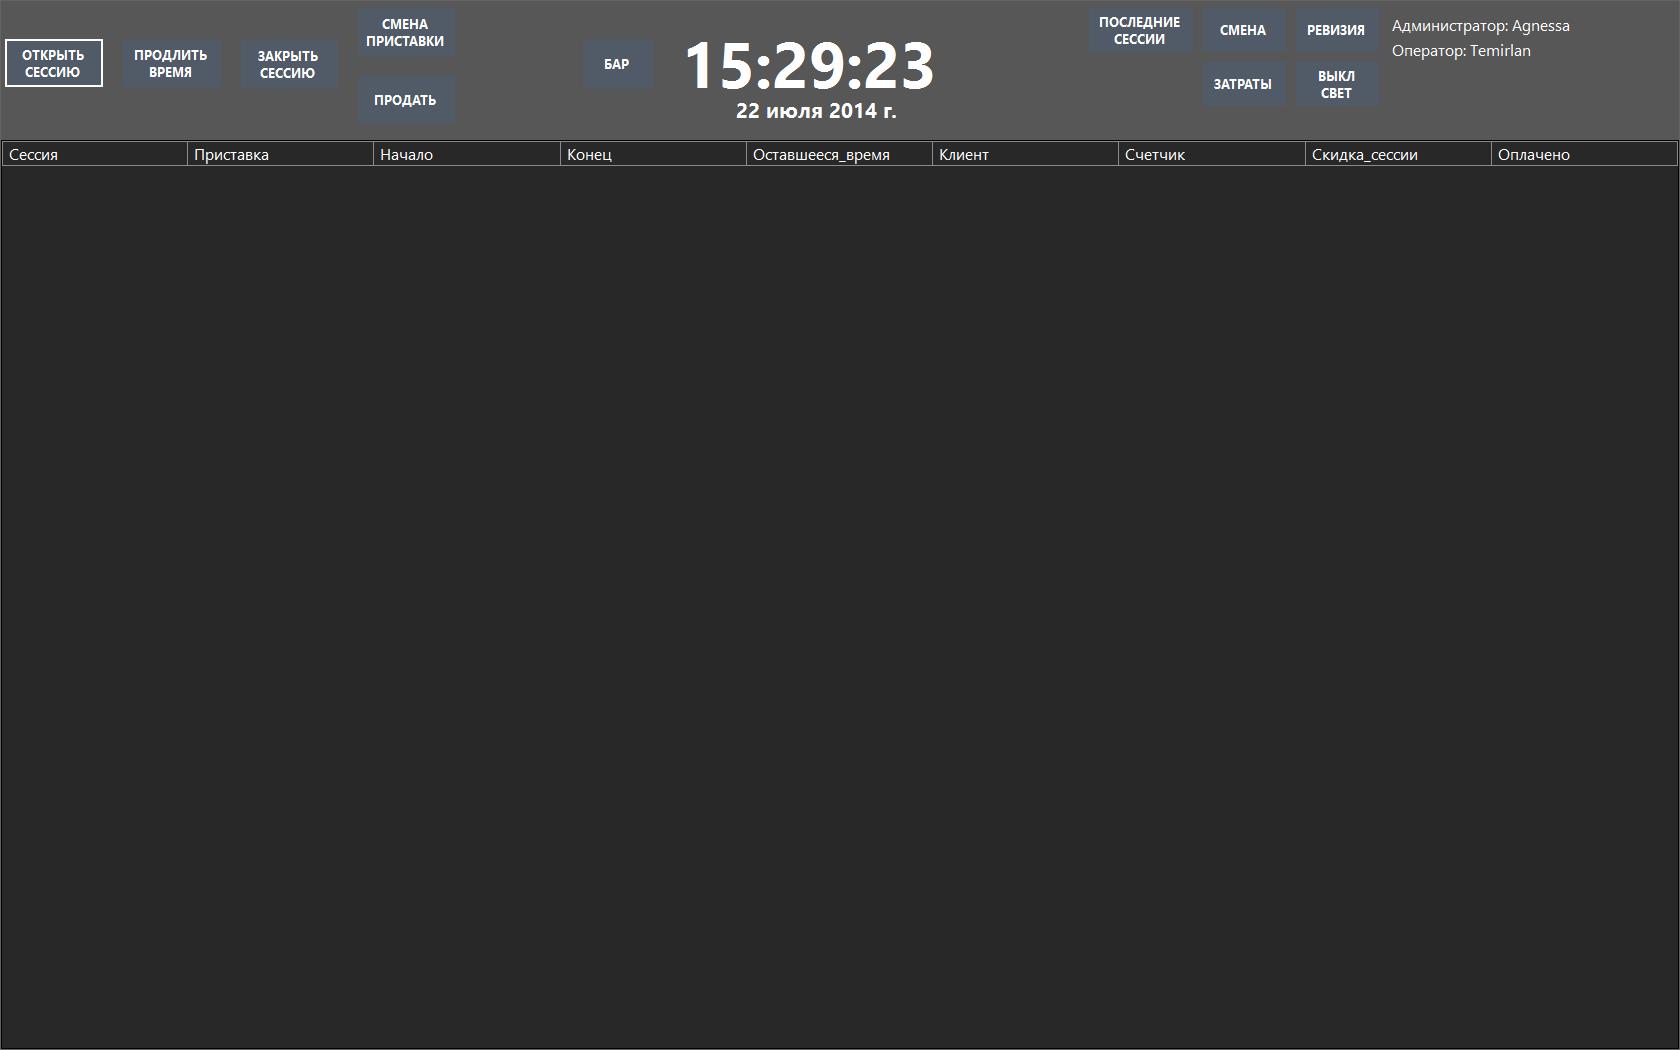 ОТКРЫТЬ
СЕССИЮ
ПРОДЛИТЬ
ВРЕМЯ
ЗАКРЫТЬ
СЕССИЮ
СМЕНА
ПРИСТАВКИ
ПРОДАТЬ
БАР
15:29:23
22 июля 2014 г.
ПОСЛЕДНИЕ
СЕССИИ
СМЕНА
РЕВИЗИЯ
ЗАТРАТЫ
ВЫКЛ
СВЕТ
Администратор: Agnessa
Оператор: Temirlan
Сессия Приставка Начало Конец Оставшееся_время Клиент Счетчик Скидка_сессии Оплачено